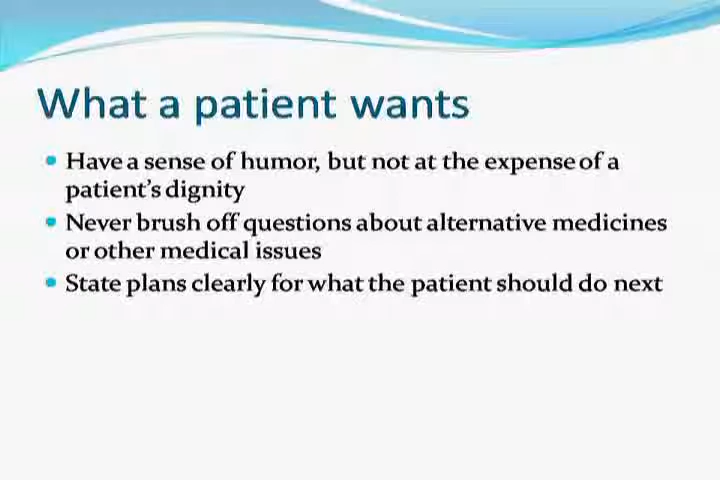 What a patient wants
Have a sense of humor, but not at the expense of a
patient's dignity
Never brush off questions about alternative medicines
or other medical issues
State plans clearly for what the patient should do next